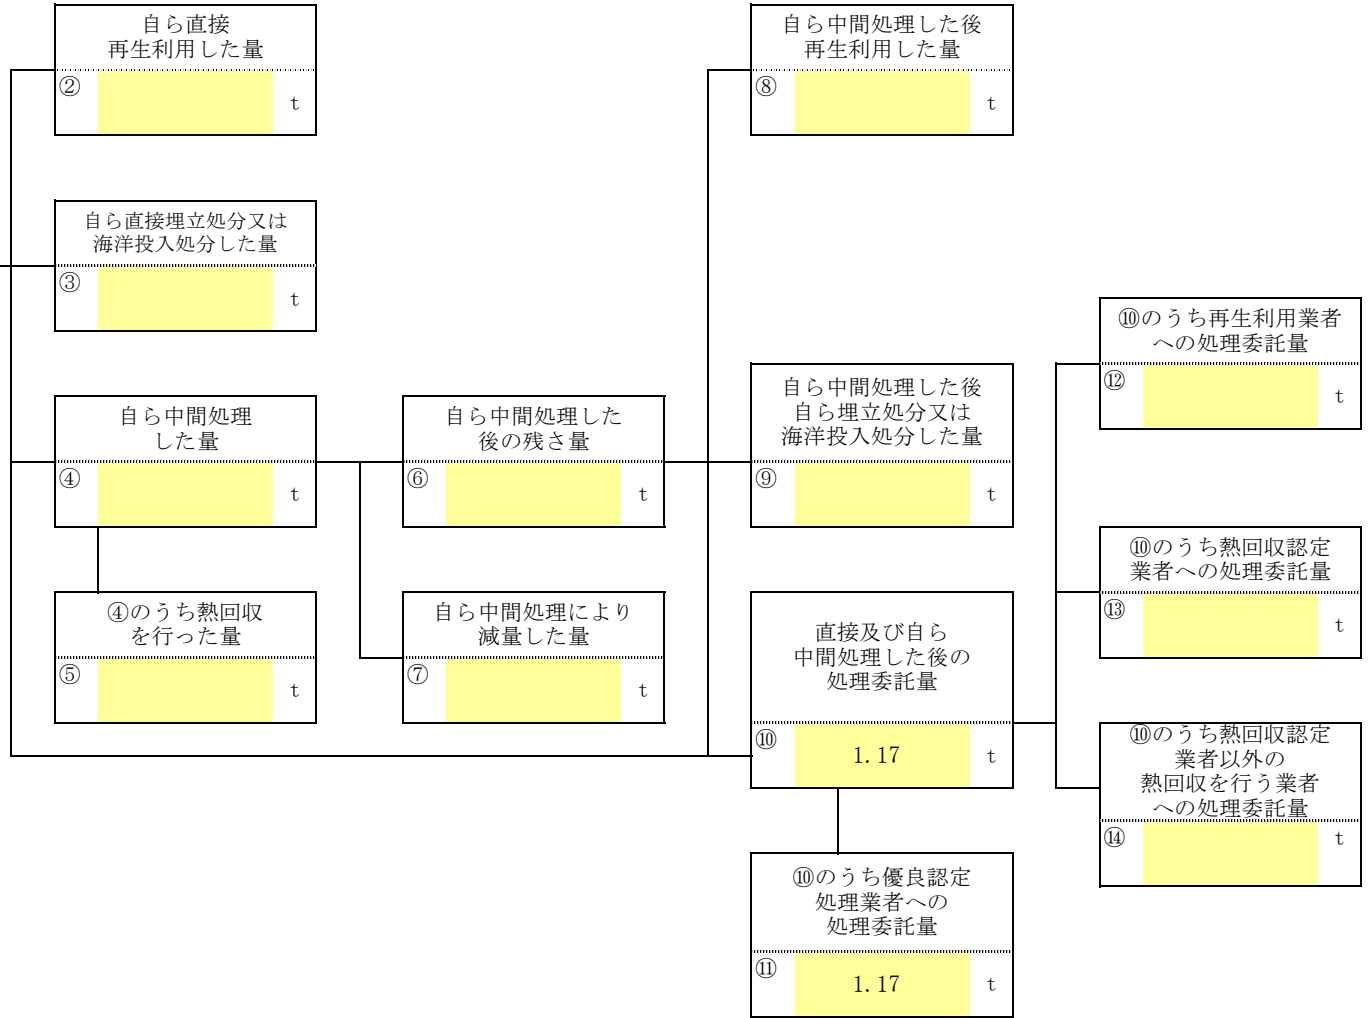 自ら直接
再生利用した量
②
t
自ら中間処理した後
再生利用した量
⑧
t
自ら直接埋立処分又は
海洋投入処分した量
③
t
⑩のうち再生利用業者
への処理委託量
⑫
t
自ら中間処理
した量
④
t
自ら中間処理した
後の残さ量
⑥
t
自ら中間処理した後
自ら埋立処分又は
海洋投入処分した量
⑨
t
⑩のうち熱回収認定
業者への処理委託量
⑬
t
④のうち熱回収
を行った量
⑤
t
自ら中間処理により
減量した量
⑦
t
直接及び自ら
中間処理した後の
処理委託量
⑩
1.17
t
⑩のうち熱回収認定
業者以外の
熱回収を行う業者
への処理委託量
⑭
t
⑩のうち優良認定
処理業者への
処理委託量
⑪
1.17
t